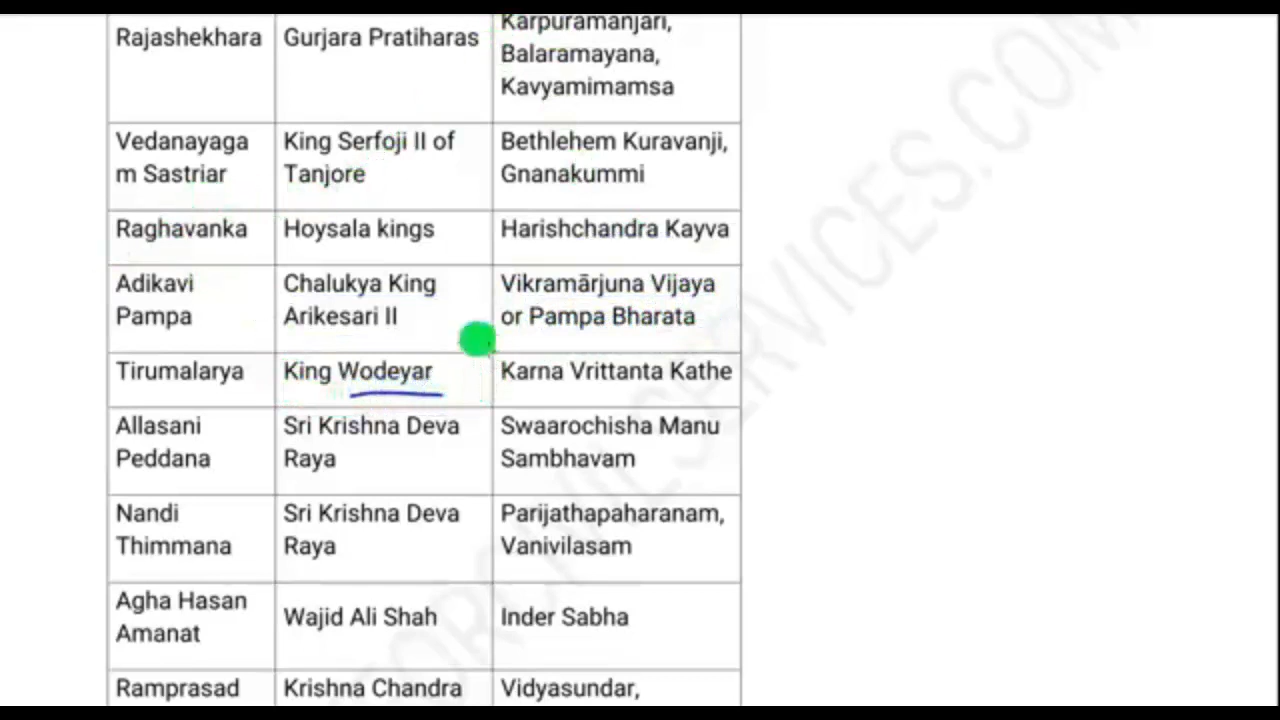 Rajashekhara
Gurjara Pratiharas
Karpuramanjari,
Balaramayana,
Kavyamimamsa
Vedanayaga
m Sastriar
King Serfoji II of
Tanjore
Bethlehem Kuravanji,
Gnanakummi
Raghavanka
Hoysala kings
Harishchandra Kayva
Adikavi
Pampa
Chalukya King
Arikesari II
Vikramārjuna Vijaya
or Pampa Bharata
Tirumalarya
King Wodeyar
Karna Vrittanta Kathe
Allasani
Peddana
Sri Krishna Deva
Raya
Swaarochisha Manu
Sambhavam
Nandi
Thimmana
Sri Krishna Deva
Raya
Parijathapaharanam,
Vanivilasam
Agha Hasan
Amanat
Wajid Ali Shah
Inder Sabha
Ramprasad
Krishna Chandra
Vidyasundar,